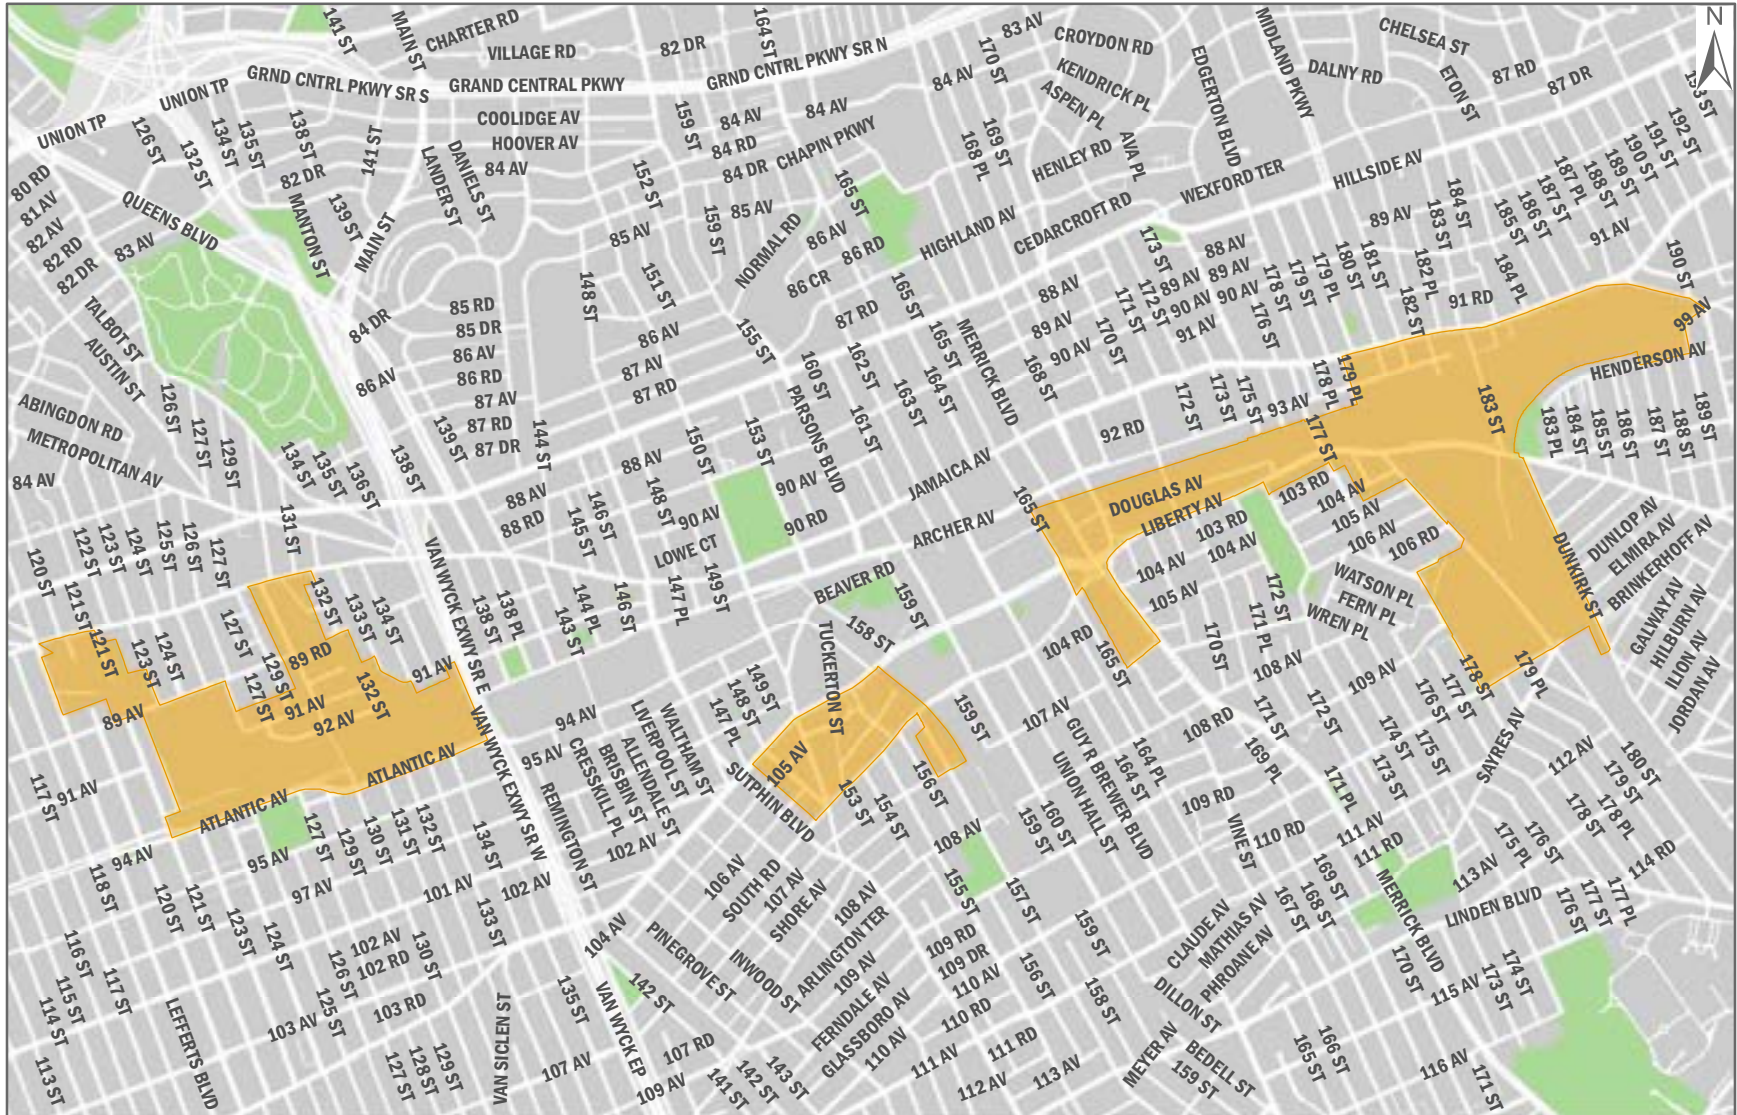 N
141 ST
MAIN ST
CHARTER RD
VILLAGE RD
82 DR
164 ST
GRND CNTRL PKWY SR N
83 AV
170 ST
CROYDON RD
MIDLAND PKWY
CHELSEA ST
EDGERTON BLVD
DALNY RD
ETON ST
87 RD
87 DR
193 ST
UNION TP
GRND CNTRL PKWY SR S
GRAND CENTRAL PKWY
84 AV
KENDRICK PL
ASPEN PL
UNION TP
126 ST
132 ST
134 ST
135 ST
138 ST
82 DR
141 ST
COOLIDGE AV
HOOVER AV
84 AV
DANIELS ST
LANDER ST
159 ST
84 AV
84 AV
84 RD
84 DR
CHAPIN PKWY
168 PL
169 ST
HENLEY RD
AVA PL
WEXFORD TER
HILLSIDE AV
192 ST
191 ST
190 ST
189 ST
188 ST
187 PL
187 ST
186 ST
185 ST
184 ST
183 ST
89 AV
91 AV
80 RD
81 AV
82 AV
82 RD
82 DR
83 AV
QUEENS BLVD
MANTON ST
139 ST
MAIN ST
152 ST
85 AV
159 ST
85 AV
NORMAL RD
165 ST
86 AV
86 RD
86 CR
HIGHLAND AV
CEDARCROFT RD
173 ST
88 AV
89 AV
89 AV
90 AV
90 AV
91 AV
172 ST
171 ST
170 ST
178 ST
179 ST
179 PL
180 ST
181 ST
182 PL
182 ST
184 PL
91 RD
190 ST
99 AV
HENDERSON AV
176 ST
88 AV
89 AV
90 AV
TALBOT ST
AUSTIN ST
84 DR
85 RD
85 DR
86 AV
86 RD
87 AV
87 RD
87 DR
86 AV
148 ST
151 ST
86 AV
87 AV
87 RD
155 ST
87 RD
165 ST
165 ST
MERRICK BLVD
168 ST
160 ST
162 ST
163 ST
164 ST
161 ST
PARSONS BLVD
ABINGDON RD
METROPOLITAN AV
84 AV
126 ST
127 ST
129 ST
134 ST
135 ST
136 ST
138 ST
139 ST
144 ST
88 AV
150 ST
153 ST
90 AV
90 RD
92 RD
172 ST
173 ST
175 ST
93 AV
178 PL
179 PL
177 ST
183 ST
183 PL
184 ST
185 ST
186 ST
187 ST
188 ST
189 ST
JAMAICA AV
ARCHER AV
165 ST
DOUGLAS AV
LIBERTY AV
103 RD
103 RD
104 AV
104 AV
104 AV
105 AV
105 AV
106 AV
106 RD
120 ST
122 ST
123 ST
124 ST
125 ST
126 ST
127 ST
131 ST
88 AV
88 RD
145 ST
146 ST
148 ST
90 AV
LOWE CT
VAN WYCK EXWY SR E
138 ST
138 PL
143 ST
144 PL
146 ST
147 PL
149 ST
BEAVER RD
159 ST
158 ST
TUCKERTON ST
DUNKIRK ST
DUNLOP AV
ELMIRA AV
BRINKERHOFF AV
GALWAY AV
HILBURN AV
ILION AV
JORDAN AV
121 ST
121 ST
123 ST
124 ST
127 ST
129 ST
127 ST
132 ST
133 ST
134 ST
89 RD
132 ST
91 AV
91 AV
92 AV
89 AV
ATLANTIC AV
ATLANTIC AV
117 ST
91 AV
94 AV
95 AV
94 AV
95 AV
WATSON PL
FERN PL
WREN PL
172 ST
171 PL
170 ST
104 RD
165 ST
108 AV
109 AV
178 ST
179 PL
177 ST
176 ST
SAYRES AV
149 ST
148 ST
147 PL
WALTHAM ST
LIVERPOOL ST
ALLENDALE ST
BRISBIN ST
CRESSKILL PL
105 AV
SUTPHIN BLVD
153 ST
154 ST
156 ST
159 ST
107 AV
GUY R BREWER BLVD
UNION HALL ST
164 PL
164 ST
108 RD
171 ST
172 ST
169 PL
174 ST
175 ST
173 ST
171 PL
112 AV
180 ST
179 ST
178 PL
178 ST
176 ST
175 PL
VAN WYCK EXWY SR W
REMINGTON ST
102 AV
127 ST
129 ST
130 ST
131 ST
132 ST
134 ST
97 AV
101 AV
102 AV
118 ST
120 ST
121 ST
123 ST
124 ST
133 ST
106 AV
SOUTH RD
107 AV
SHORE AV
108 AV
108 AV
155 ST
157 ST
159 ST
160 ST
109 RD
VINE ST
110 RD
111 AV
111 RD
169 ST
168 ST
167 ST
MERRICK BLVD
113 AV
LINDEN BLVD
114 RD
177 PL
177 ST
176 ST
116 ST
115 ST
114 ST
113 ST
117 ST
LEFFERTS BLVD
102 AV
102 RD
126 ST
125 ST
130 ST
103 AV
103 RD
127 ST
128 ST
129 ST
VAN SICLEN ST
135 ST
104 AV
142 ST
VAN WYCK EP
107 AV
PINEGROVE ST
INWOOD ST
ARLINGTON TER
109 AV
FERNDALE AV
GLASSBORO AV
110 AV
109 RD
109 DR
110 AV
110 RD
111 AV
111 RD
112 AV
113 AV
156 ST
158 ST
159 ST
107 RD
109 AV
141 ST
142 ST
143 ST
CLAUDE AV
MATHIAS AV
PHROANE AV
DILLON ST
MEYER AV
BEDELL ST
159 ST
165 ST
166 ST
170 ST
115 AV
173 ST
174 ST
116 AV
171 ST